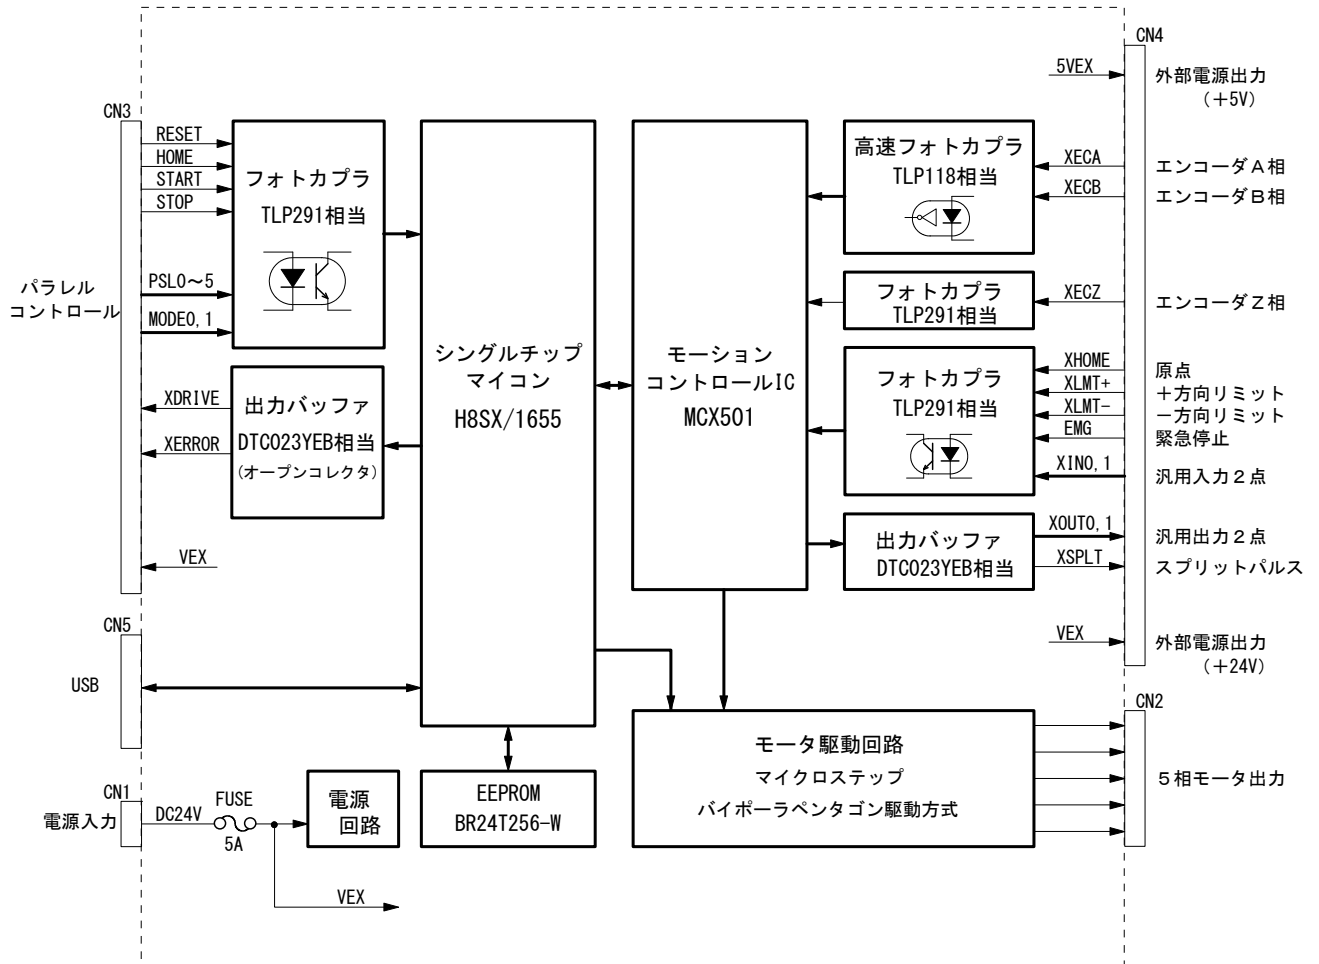 CN3
RESET
HOME
START
STOP
PSL0～5
MODE0,1
パラレル
コントロール
フォトカプラ
TLP291相当
XDRIVE
XERROR
出力バッファ
DTC023YEB相当
(オープンコレクタ)
VEX
CN5
USB
CN1
電源入力
DC24V
FUSE
5A
電源
回路
VEX
シングルチップ
マイコン
H8SX/1655
EEPROM
BR24T256-W
モーション
コントロールIC
MCX501
高速フォトカプラ
TLP118相当
フォトカプラ
TLP291相当
フォトカプラ
TLP291相当
出力バッファ
DTC023YEB相当
モータ駆動回路
マイクロステップ
バイポーラペンタゴン駆動方式
CN4
5VEX
外部電源出力
(＋5V)
XECA
エンコーダA相
XECB
エンコーダB相
XECZ
エンコーダZ相
XHOME
原点
XLMT+
＋方向リミット
XLMT-
－方向リミット
EMG
緊急停止
XIN0,1
汎用入力２点
XOUT0,1
汎用出力２点
XSPLT
スプリットパルス
VEX
外部電源出力
(＋24V)
CN2
５相モータ出力